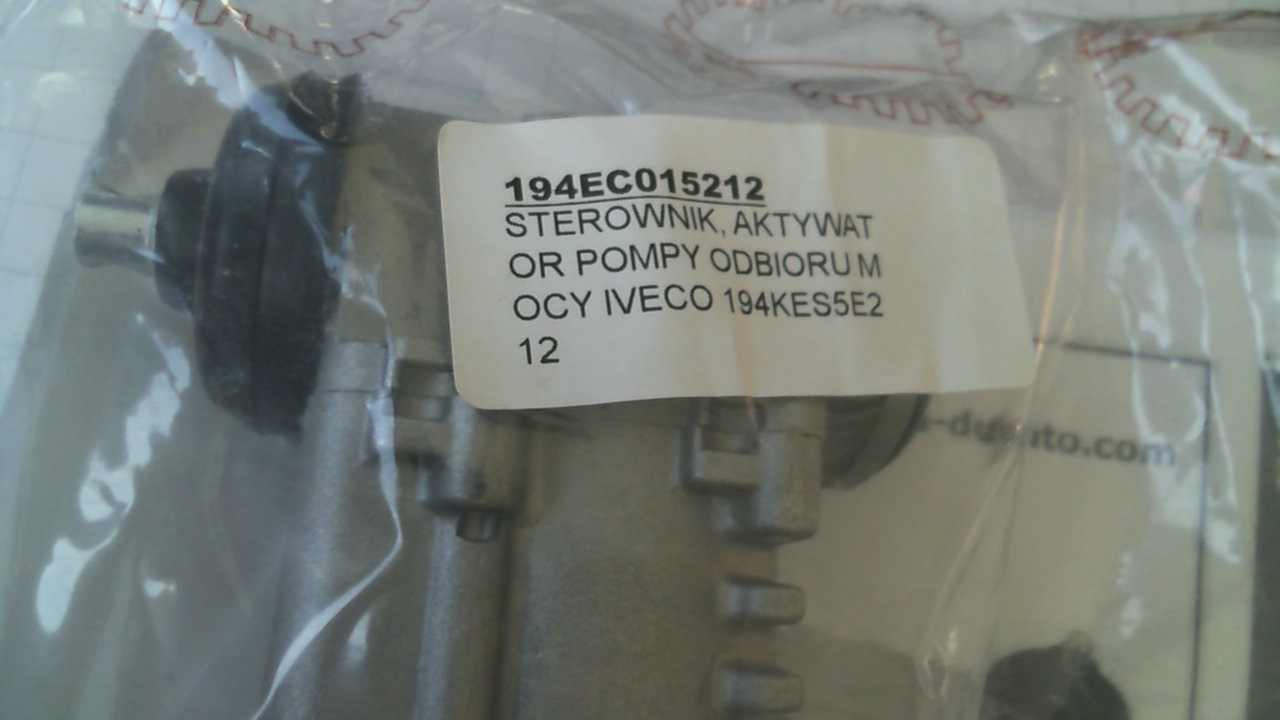 194EC015212
STEROWNIK, AKTYWAT
OR POMPY ODBIORU M
OCY IVECO 194KES5E2
12